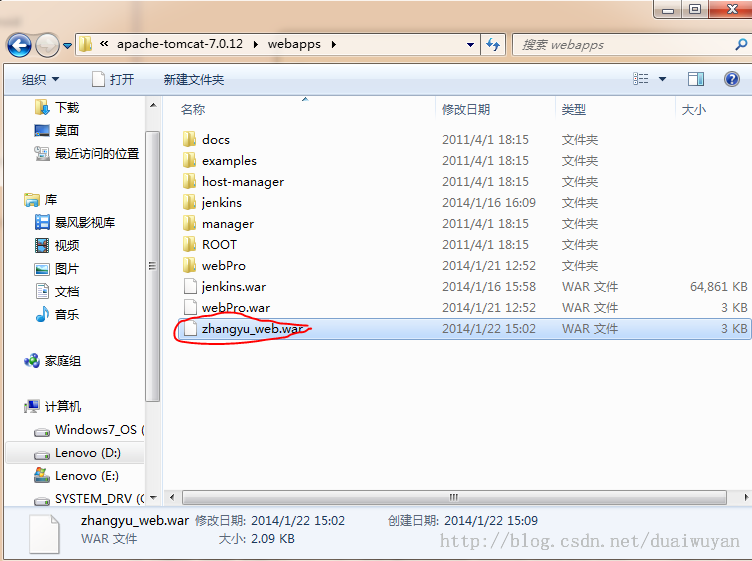 « apache-tomcat-7.0.12 webapps 搜索 webapps
组织 打开 新建文件夹
名称 修改日期 类型 大小
下载
桌面
最近访问的位置
库
暴风影视库
视频
图片
文档
音乐
家庭组
计算机
Windows7_OS (
Lenovo (D:)
Lenovo (E:)
SYSTEM_DRV (
docs 2011/4/1 18:15 文件夹
examples 2011/4/1 18:15 文件夹
host-manager 2011/4/1 18:15 文件夹
jenkins 2014/1/16 16:09 文件夹
manager 2011/4/1 18:15 文件夹
ROOT 2011/4/1 18:15 文件夹
webPro 2014/1/21 12:52 文件夹
jenkins.war 2014/1/16 15:58 WAR 文件 64,861 KB
webPro.war 2014/1/21 12:52 WAR 文件 3 KB
zhangyu_web.war 2014/1/22 15:02 WAR 文件 3 KB
zhangyu_web.war 修改日期: 2014/1/22 15:02 创建日期: 2014/1/22 15:09
WAR 文件 大小: 2.09 KB
http://blog.csdn.net/duaiwuyan